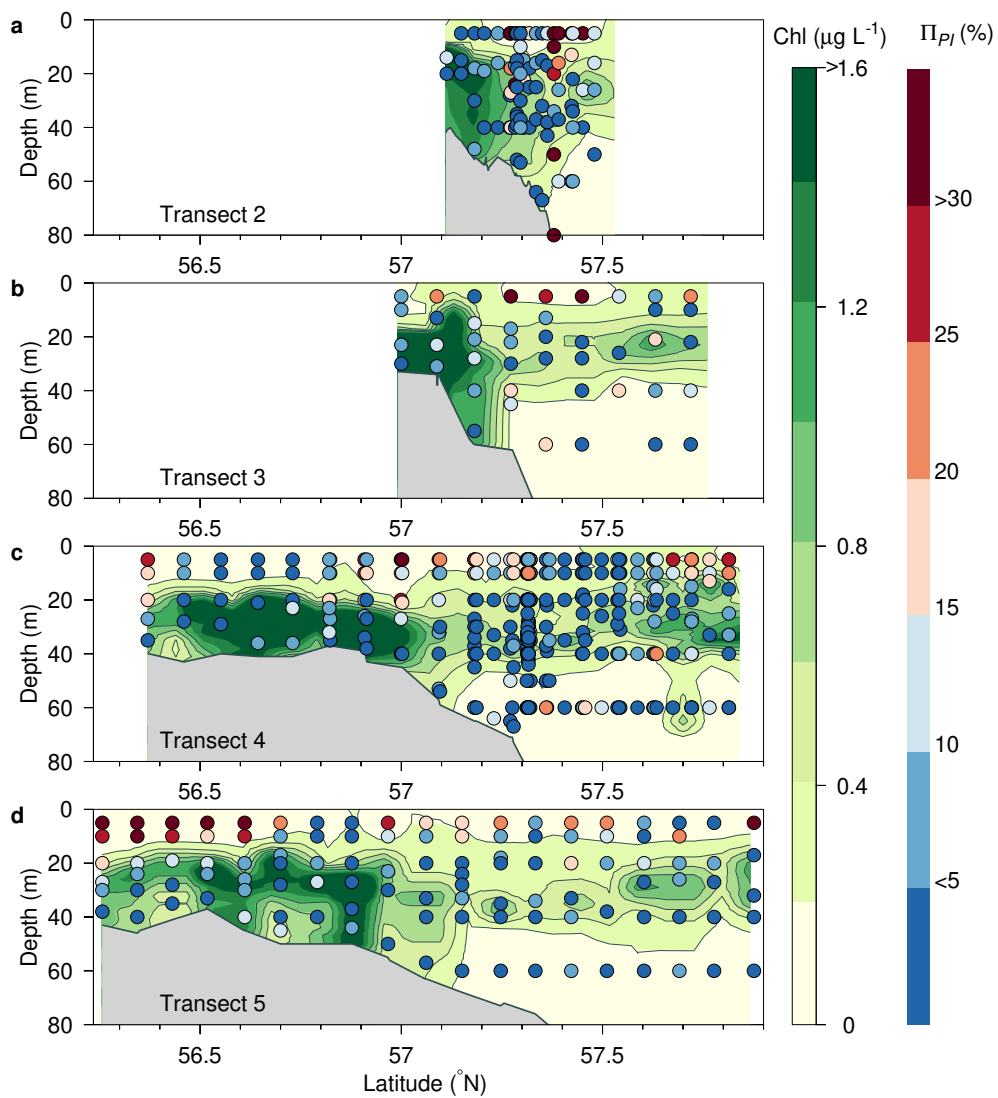 a
Chl (μg L⁻¹)
Π_PI (%)
0
20
40
60
80
Depth (m)
Transect 2
56.5
57
57.5
b
0
20
40
60
80
Depth (m)
Transect 3
56.5
57
57.5
c
0
20
40
60
80
Depth (m)
Transect 4
56.5
57
57.5
d
0
20
40
60
80
Depth (m)
Transect 5
56.5
57
57.5
Latitude (°N)
>1.6
1.2
0.8
0.4
0
>30
25
20
15
10
<5